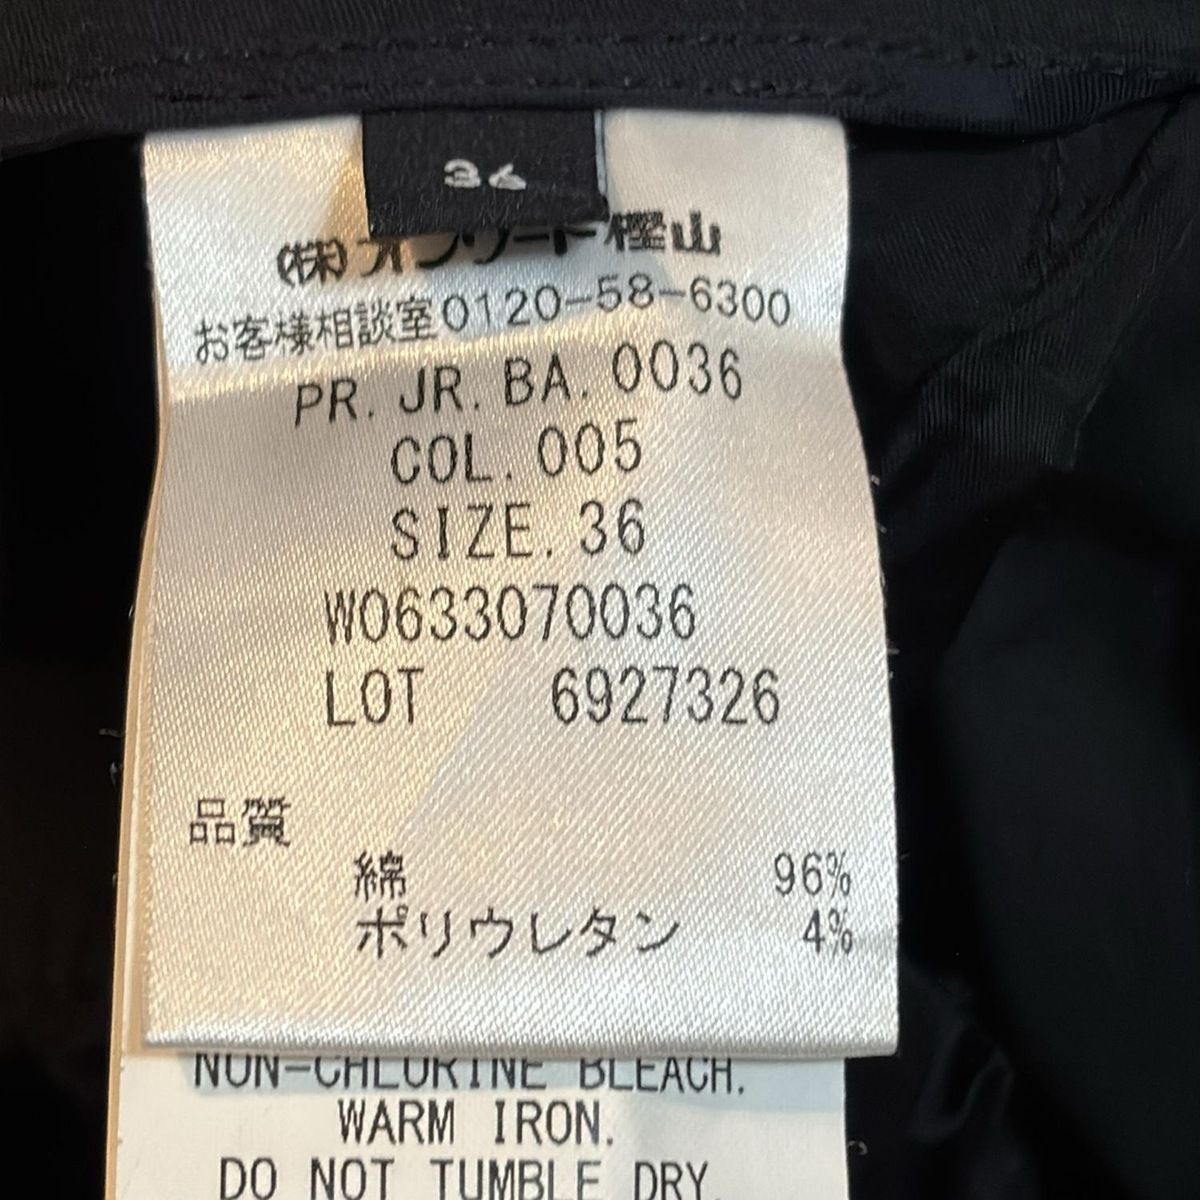 36
(株)オンワード樫山
お客様相談室0120-58-6300
PR. JR. BA. 0036
COL. 005
SIZE. 36
W0633070036
LOT 6927326
品質
綿 96%
ポリウレタン 4%
NON-CHLORINE BLEACH.
WARM IRON.
DO NOT TUMBLE DRY.